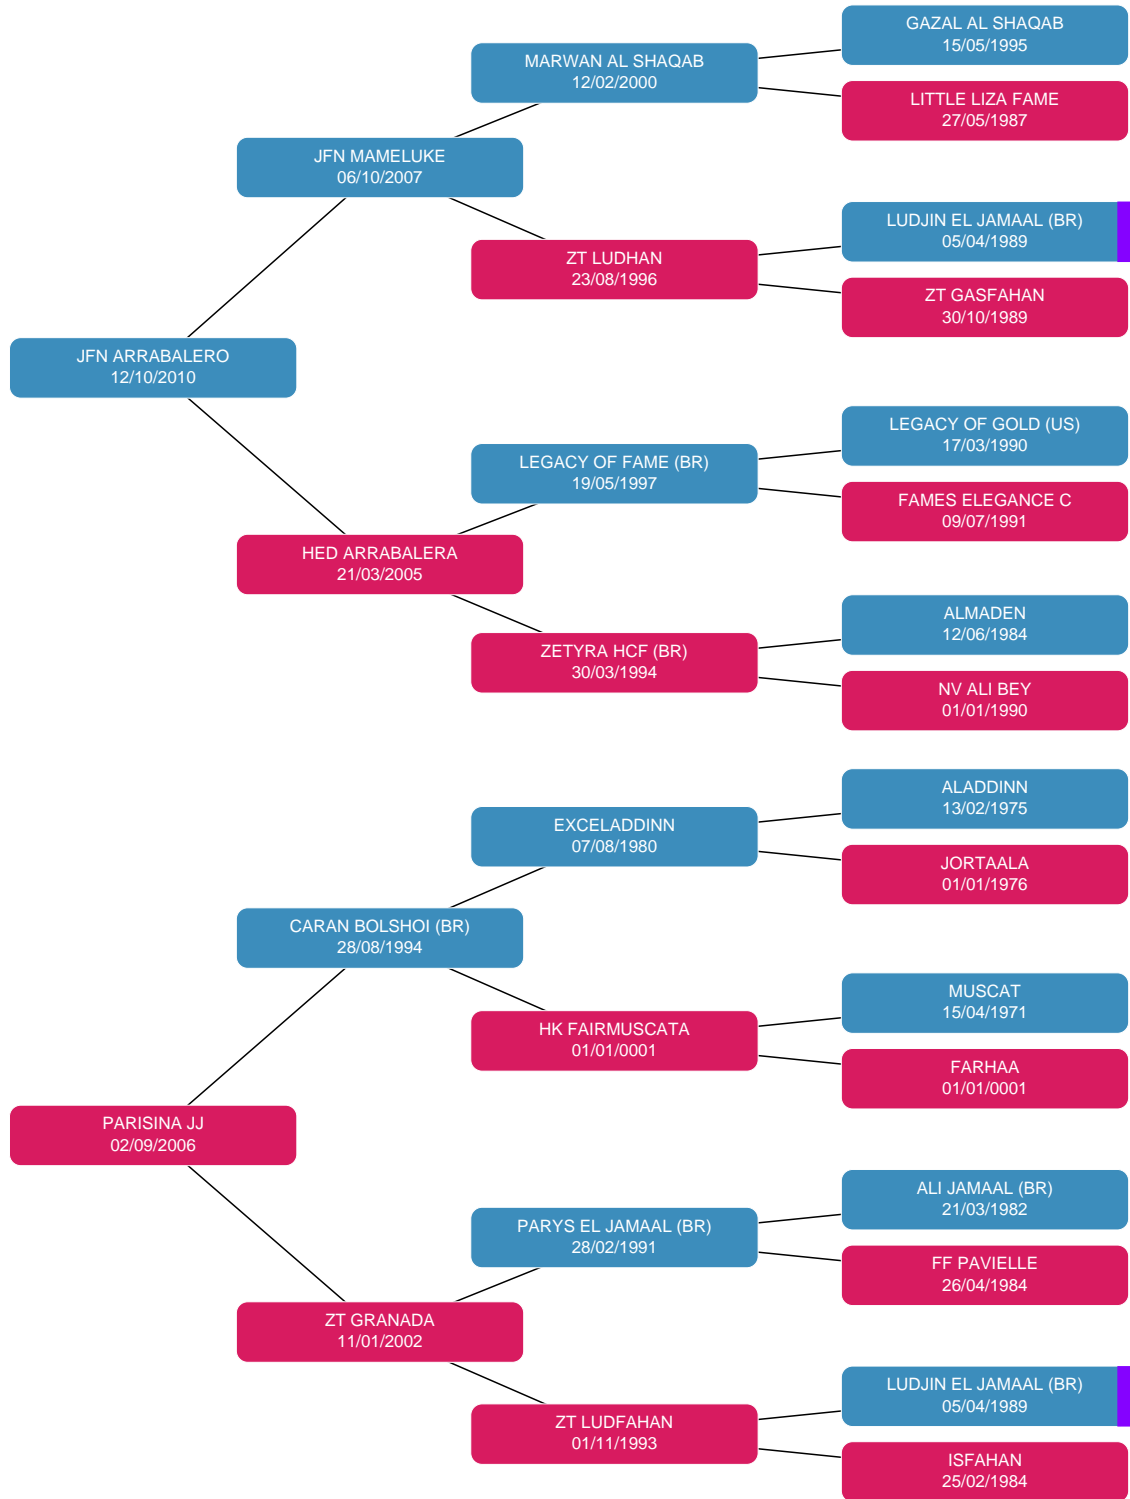 GAZAL AL SHAQAB
15/05/1995
MARWAN AL SHAQAB
12/02/2000
LITTLE LIZA FAME
27/05/1987
JFN MAMELUKE
06/10/2007
LUDJIN EL JAMAAL (BR)
05/04/1989
ZT LUDHAN
23/08/1996
ZT GASFAHAN
30/10/1989
JFN ARRABALERO
12/10/2010
LEGACY OF GOLD (US)
17/03/1990
LEGACY OF FAME (BR)
19/05/1997
FAMES ELEGANCE C
09/07/1991
HED ARRABALERA
21/03/2005
ALMADEN
12/06/1984
ZETYRA HCF (BR)
30/03/1994
NV ALI BEY
01/01/1990
ALADDINN
13/02/1975
EXCELADDINN
07/08/1980
JORTAALA
01/01/1976
CARAN BOLSHOI (BR)
28/08/1994
MUSCAT
15/04/1971
HK FAIRMUSCATA
01/01/0001
FARHAA
01/01/0001
PARISINA JJ
02/09/2006
ALI JAMAAL (BR)
21/03/1982
PARYS EL JAMAAL (BR)
28/02/1991
FF PAVIELLE
26/04/1984
ZT GRANADA
11/01/2002
LUDJIN EL JAMAAL (BR)
05/04/1989
ZT LUDFAHAN
01/11/1993
ISFAHAN
25/02/1984